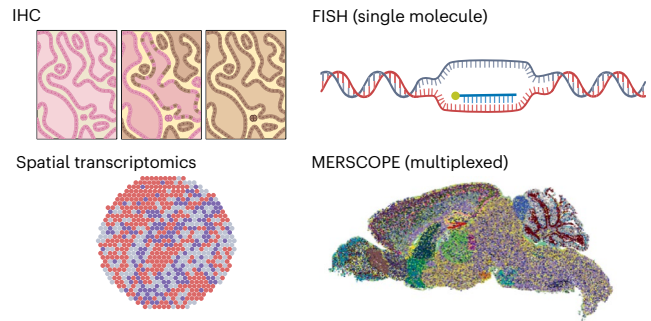 IHC
FISH (single molecule)
Spatial transcriptomics
MERSCOPE (multiplexed)